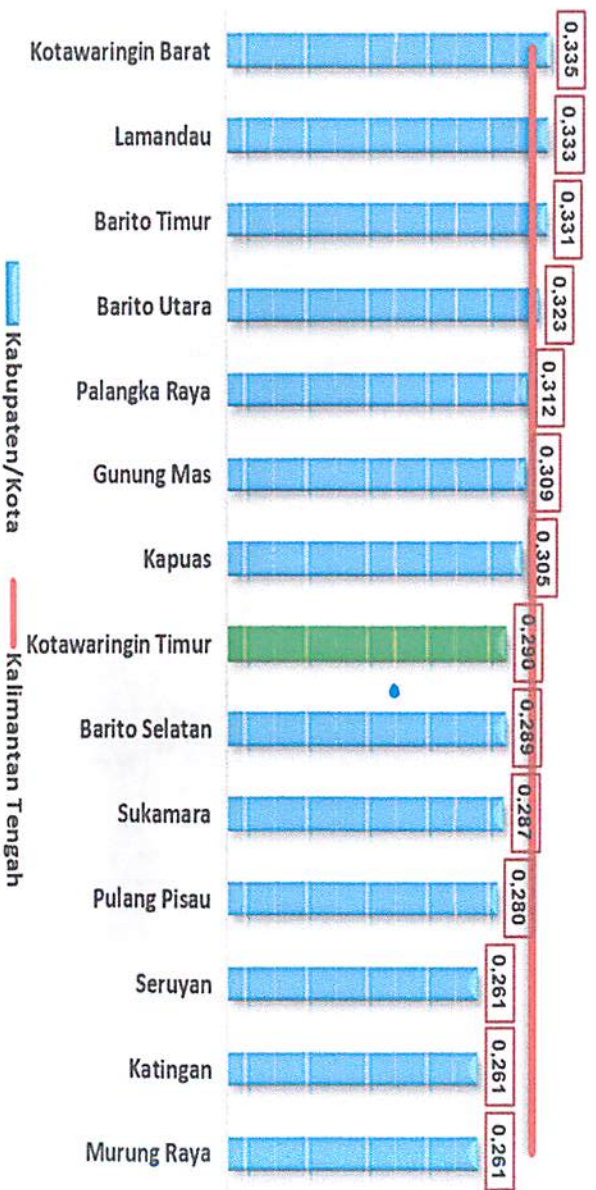 0,335
0,333
0,331
0,323
0,312
0,309
0,305
0,290
0,289
0,287
0,280
0,261
0,261
0,261
Kotawaringin Barat
Lamandau
Barito Timur
Barito Utara
Palangka Raya
Gunung Mas
Kapuas
Kotawaringin Timur
Barito Selatan
Sukamara
Pulang Pisau
Seruyan
Katingan
Murung Raya
Kabupaten/Kota
Kalimantan Tengah